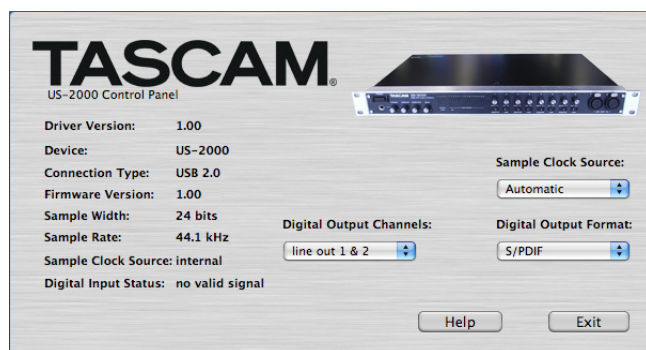 TASCAM.
US-2000 Control Panel
Driver Version: 1.00
Device: US-2000
Connection Type: USB 2.0
Firmware Version: 1.00
Sample Width: 24 bits
Sample Rate: 44.1 kHz
Sample Clock Source: internal
Digital Input Status: no valid signal
Digital Output Channels:
line out 1 & 2
Sample Clock Source:
Automatic
Digital Output Format:
S/PDIF
Help
Exit